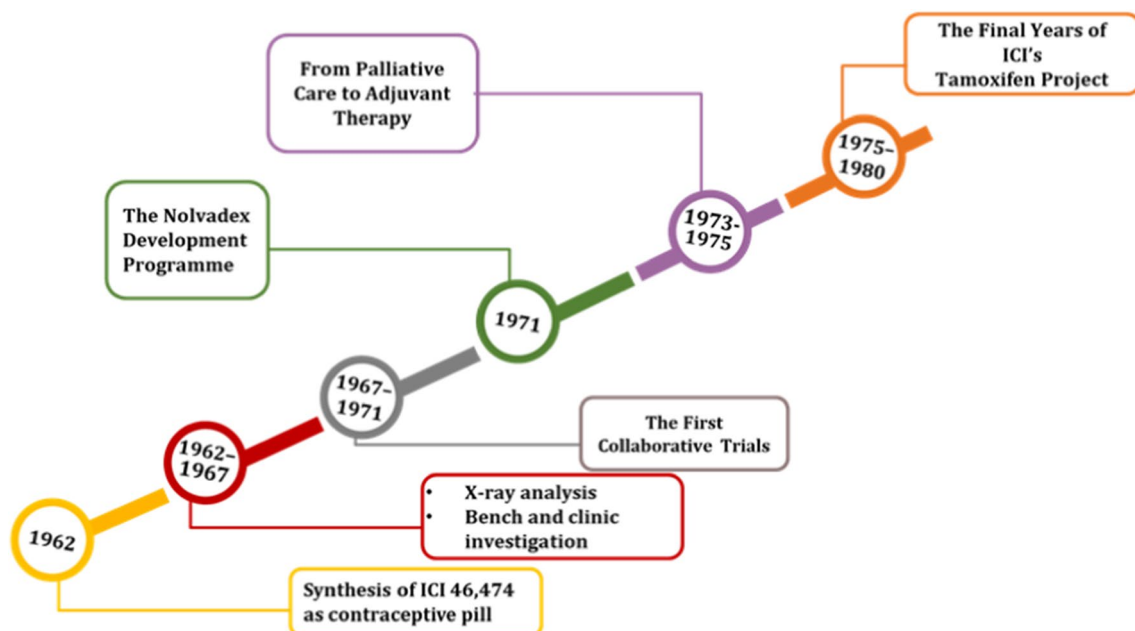 The Final Years of
ICI's
Tamoxifen Project
From Palliative
Care to Adjuvant
Therapy
1975–
1980
The Nolvadex
Development
Programme
1973-
1975
1971
1967–
1971
The First
Collaborative Trials
1962–
1967
• X-ray analysis
• Bench and clinic
investigation
1962
Synthesis of ICI 46,474
as contraceptive pill